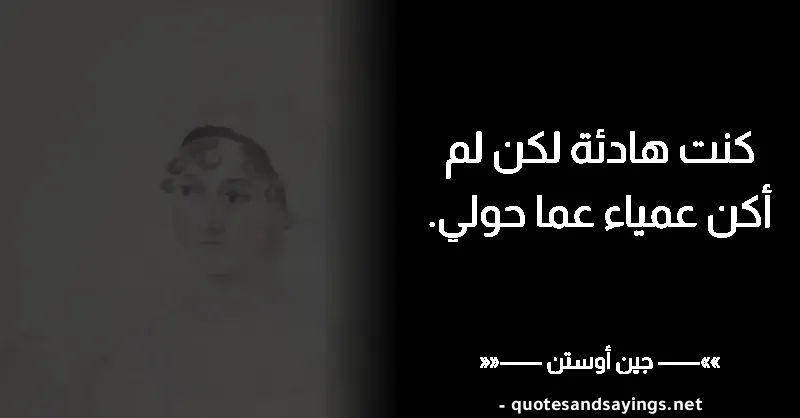 كنت هادئة لكن لم
أكن عمياء عما حولي.
»»—— جين أوستن ——««
- quotesandsayings.net